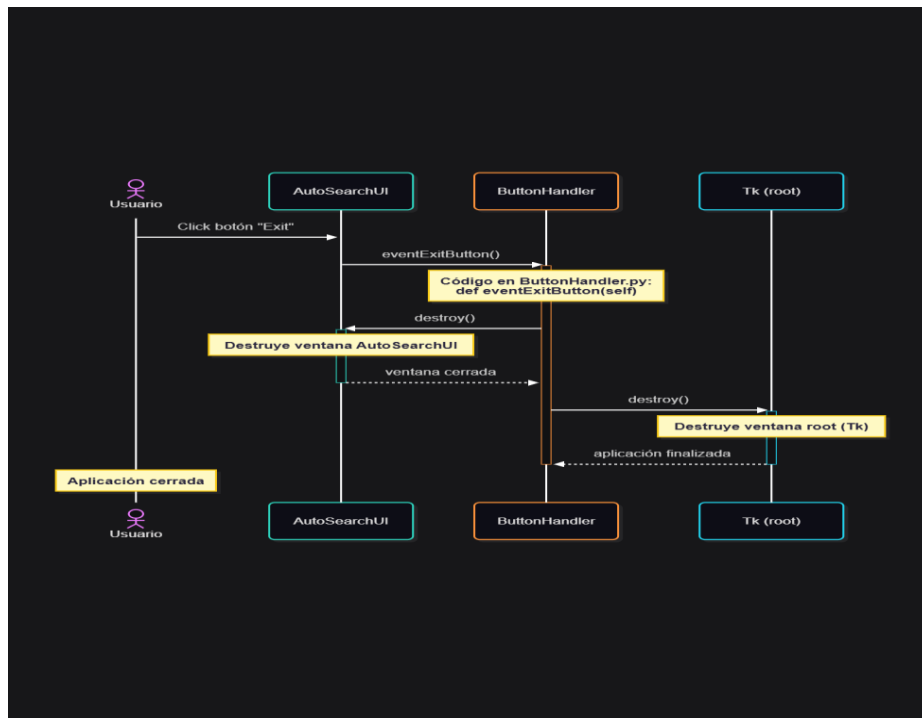 Usuario
AutoSearchUI
ButtonHandler
Tk (root)
Click botón "Exit"
eventExitButton()
Código en ButtonHandler.py:
def eventExitButton(self)
destroy()
Destruye ventana AutoSearchUI
ventana cerrada
destroy()
Destruye ventana root (Tk)
aplicación finalizada
Aplicación cerrada
Usuario
AutoSearchUI
ButtonHandler
Tk (root)